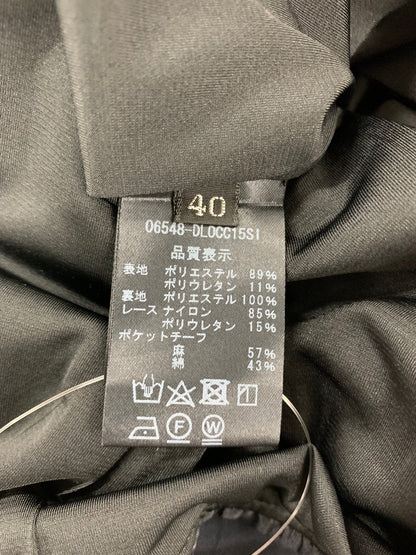 40
06548-DLOCC15SI
品質表示
表地 ポリエステル 89%
ポリウレタン 11%
裏地 ポリエステル 100%
レース ナイロン 85%
ポリウレタン 15%
ポケットチーフ
麻 57%
綿 43%
F W